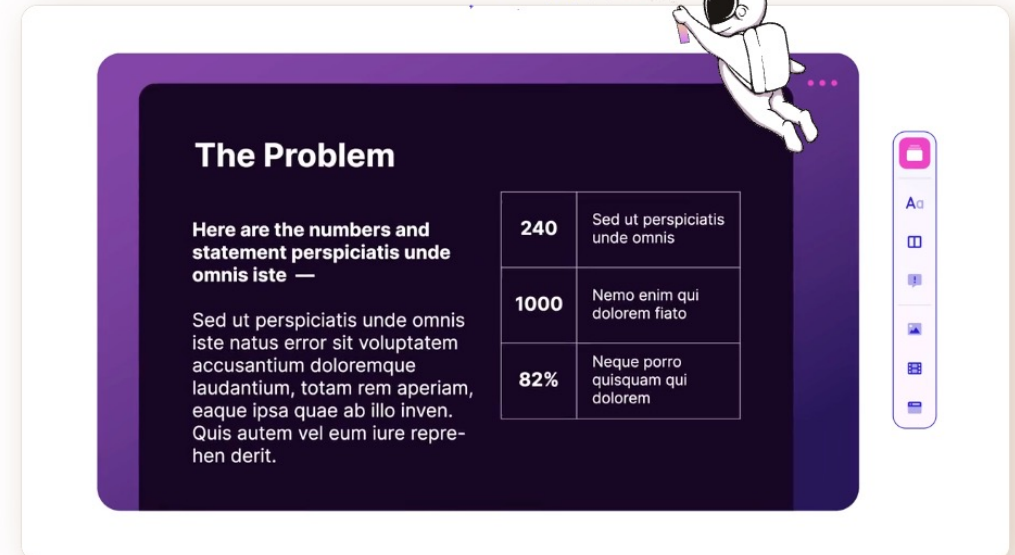 The Problem
Here are the numbers and
statement perspiciatis unde
omnis iste —
Sed ut perspiciatis unde omnis
iste natus error sit voluptatem
accusantium doloremque
laudantium, totam rem aperiam,
eaque ipsa quae ab illo inven.
Quis autem vel eum iure repre-
hen derit.
240
Sed ut perspiciatis
unde omnis
1000
Nemo enim qui
dolorem fiato
82%
Neque porro
quisquam qui
dolorem
Aa